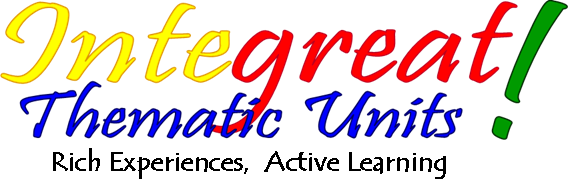 Integreat!
Thematic Units
Rich Experiences, Active Learning